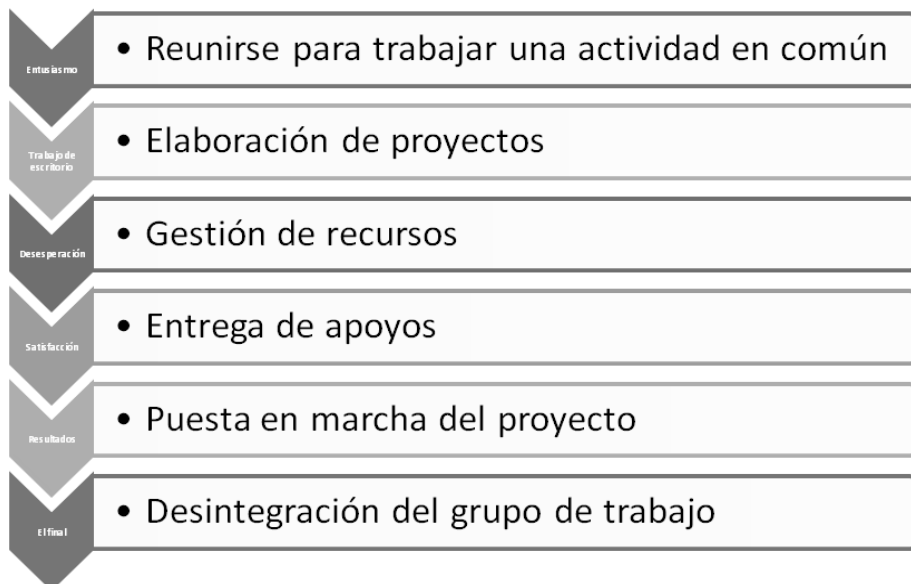 Entusiasmo
• Reunirse para trabajar una actividad en común
Trabajo de
escritorio
• Elaboración de proyectos
Desesperación
• Gestión de recursos
Satisfacción
• Entrega de apoyos
Resultados
• Puesta en marcha del proyecto
El final
• Desintegración del grupo de trabajo